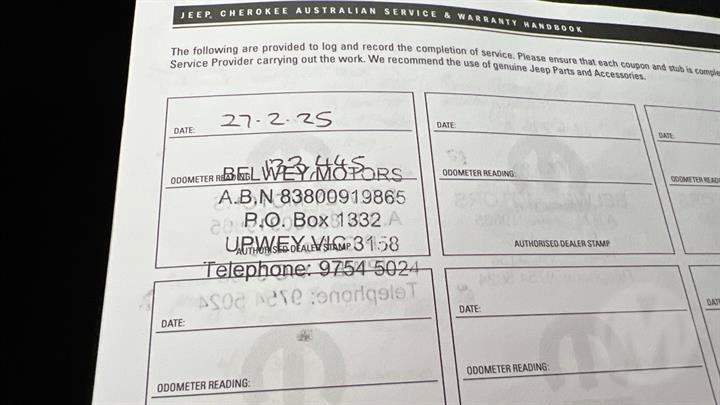 JEEP, CHEROKEE AUSTRALIAN SERVICE & WARRANTY HANDBOOK
The following are provided to log and record the completion of service. Please ensure that each coupon and stub is comple
Service Provider carrying out the work. We recommend the use of genuine Jeep Parts and Accessories.
DATE: 27-2-25
ODOMETER READING: 133445
BELWEY MOTORS
A.B.N 83800919865
P.O. Box 1332
UPWEY VIC 3158
AUTHORISED DEALER STAMP
Telephone: 9754 5024
DATE:
ODOMETER READING:
AUTHORISED DEALER STAMP
DATE:
ODOMETER READ
DATE:
ODOMETER READING:
DATE:
ODOMETER READING:
DAT